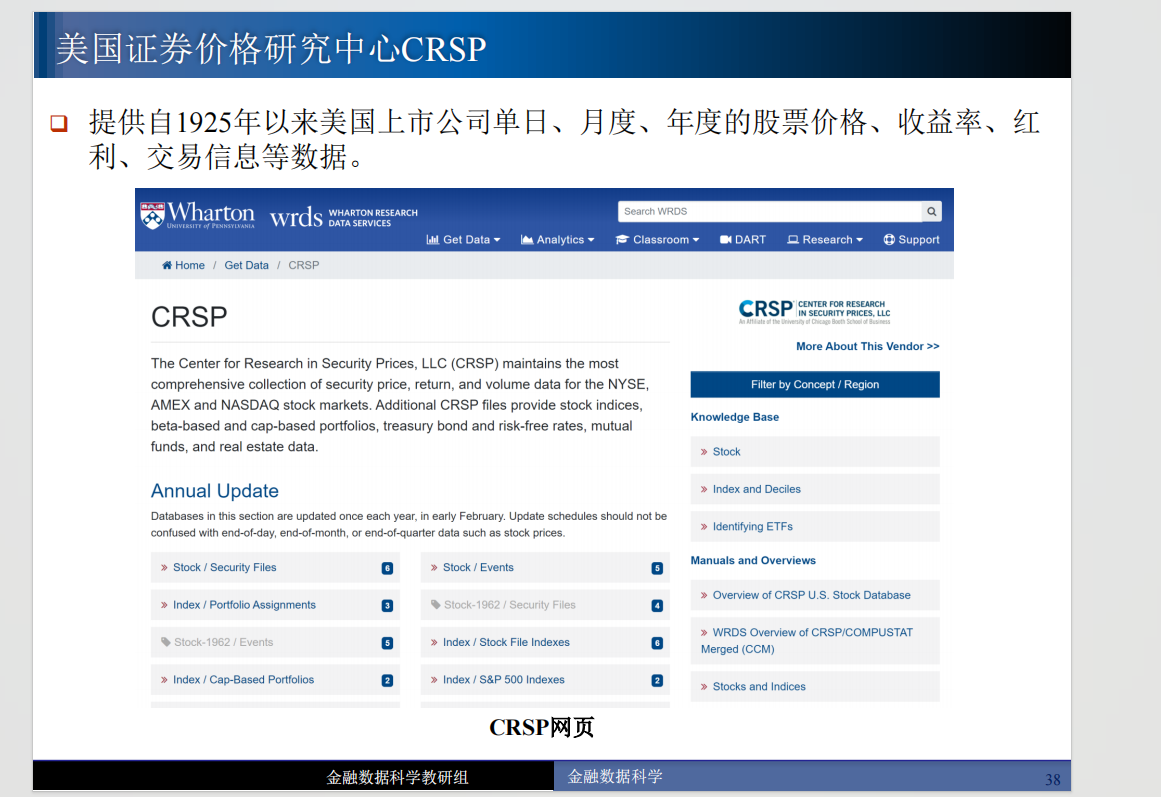 美国证券价格研究中心CRSP
提供自1925年以来美国上市公司单日、月度、年度的股票价格、收益率、红
利、交易信息等数据。
Wharton
UNIVERSITY of PENNSYLVANIA
wrds
WHARTON RESEARCH
DATA SERVICES
Search WRDS
Get Data
Analytics
Classroom
DART
Research
Support
Home / Get Data / CRSP
CRSP
The Center for Research in Security Prices, LLC (CRSP) maintains the most
comprehensive collection of security price, return, and volume data for the NYSE,
AMEX and NASDAQ stock markets. Additional CRSP files provide stock indices,
beta-based and cap-based portfolios, treasury bond and risk-free rates, mutual
funds, and real estate data.
Annual Update
Databases in this section are updated once each year, in early February. Update schedules should not be
confused with end-of-day, end-of-month, or end-of-quarter data such as stock prices.
» Stock / Security Files 6
» Stock / Events 5
» Index / Portfolio Assignments 3
Stock-1962 / Security Files 4
Stock-1962 / Events 5
» Index / Stock File Indexes 6
» Index / Cap-Based Portfolios 2
» Index / S&P 500 Indexes 2
CRSP
CENTER FOR RESEARCH
IN SECURITY PRICES, LLC
An Affiliate of the University of Chicago Booth School of Business
More About This Vendor >>
Filter by Concept / Region
Knowledge Base
» Stock
» Index and Deciles
» Identifying ETFs
Manuals and Overviews
» Overview of CRSP U.S. Stock Database
» WRDS Overview of CRSP/COMPUSTAT
Merged (CCM)
» Stocks and Indices
CRSP网页
金融数据科学教研组
金融数据科学
38